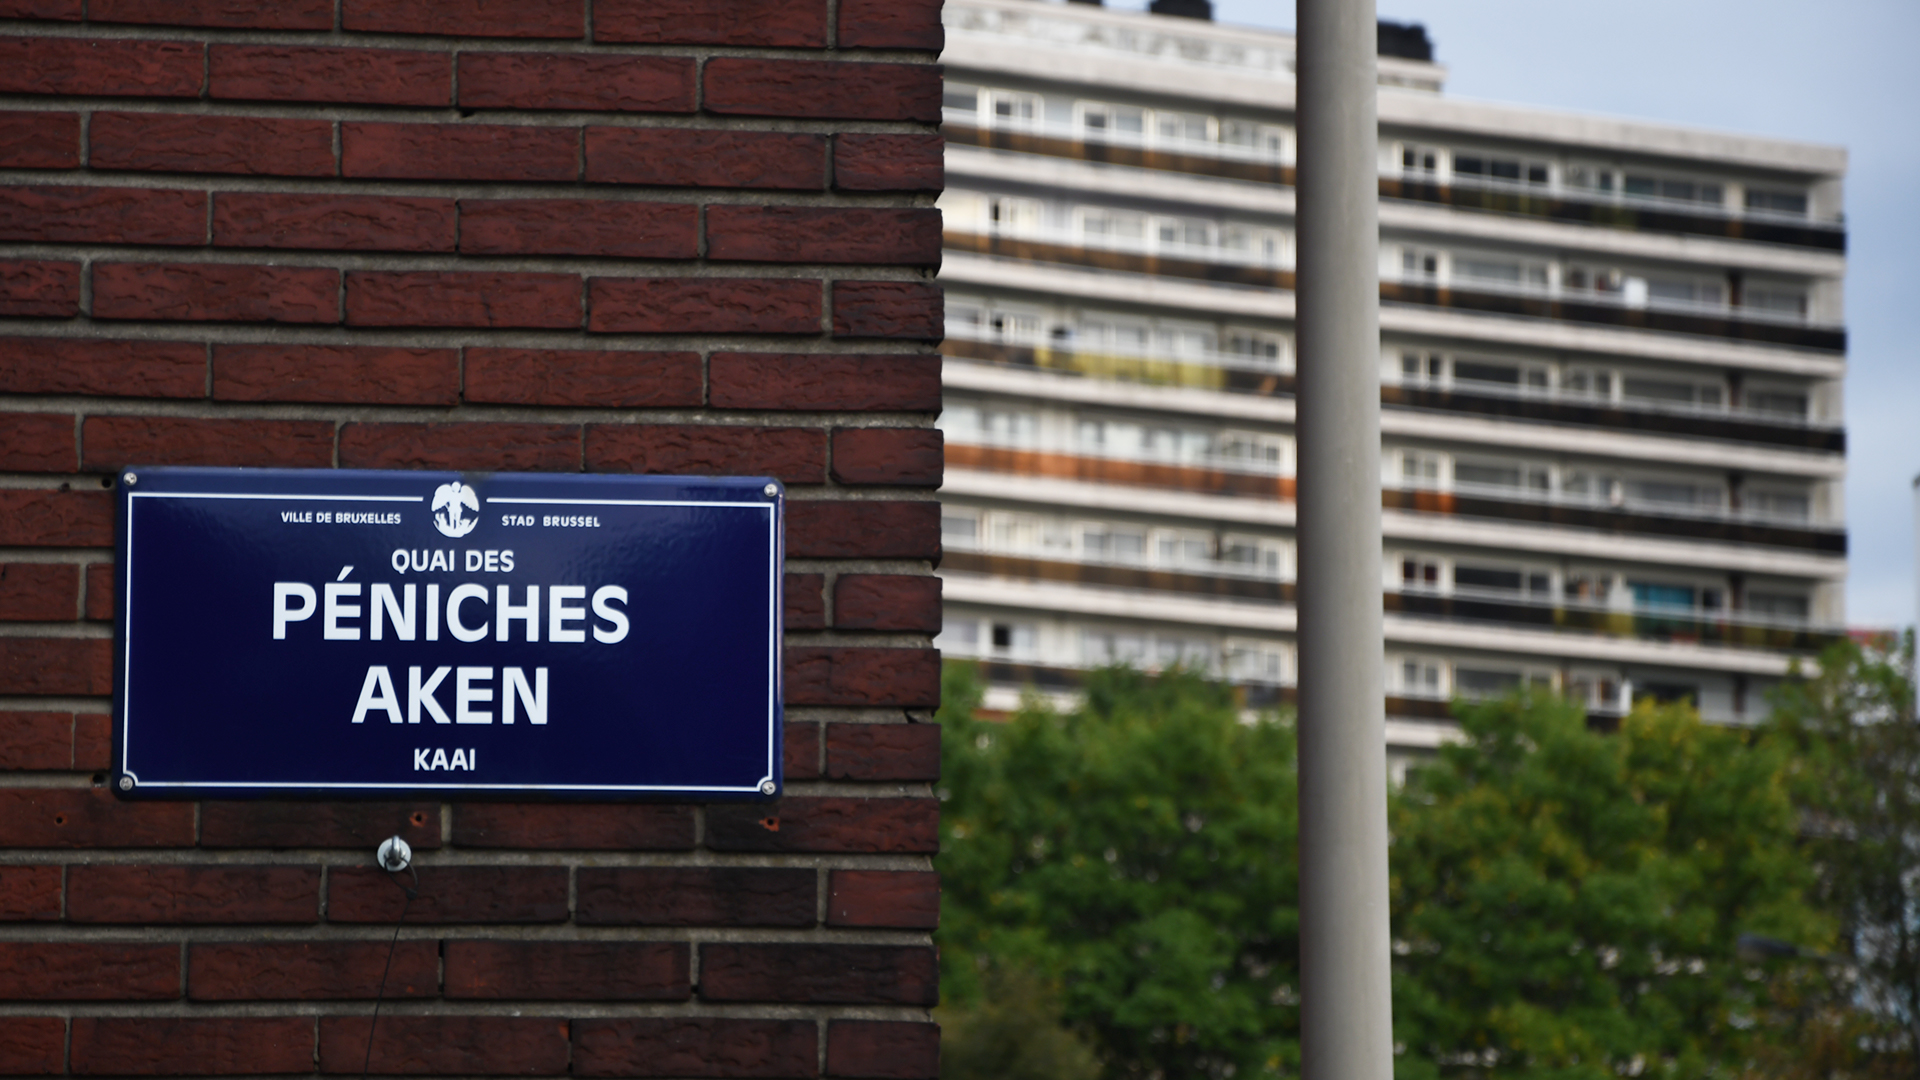 VILLE DE BRUXELLES STAD BRUSSEL
QUAI DES
PÉNICHES
AKEN
KAAI